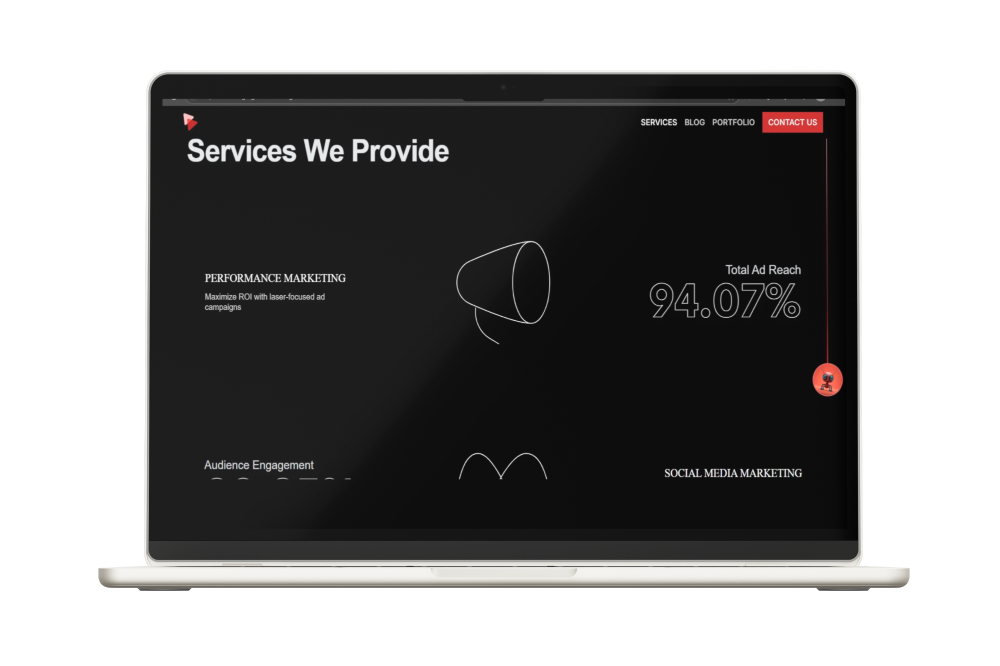 SERVICES BLOG PORTFOLIO CONTACT US
Services We Provide
PERFORMANCE MARKETING
Maximize ROI with laser-focused ad
campaigns
Total Ad Reach
94.07%
Audience Engagement
SOCIAL MEDIA MARKETING